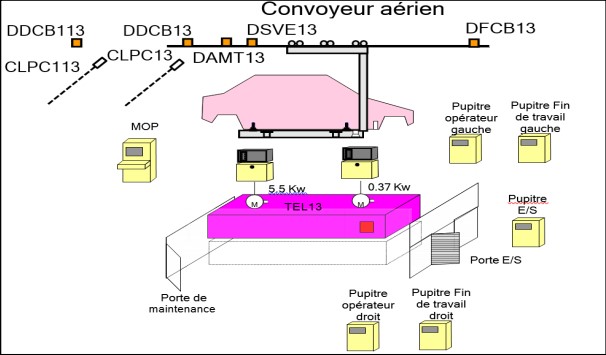 Convoyeur aérien
DDCB113
DDCB13
DSVE13
DFCB13
CLPC113
CLPC13
DAMT13
MOP
Pupitre
opérateur
gauche
Pupitre Fin
de travail
gauche
5.5 Kw
0.37 Kw
M
M
TEL13
Pupitre
E/S
Porte E/S
Porte de
maintenance
Pupitre
opérateur
droit
Pupitre Fin
de travail
droit